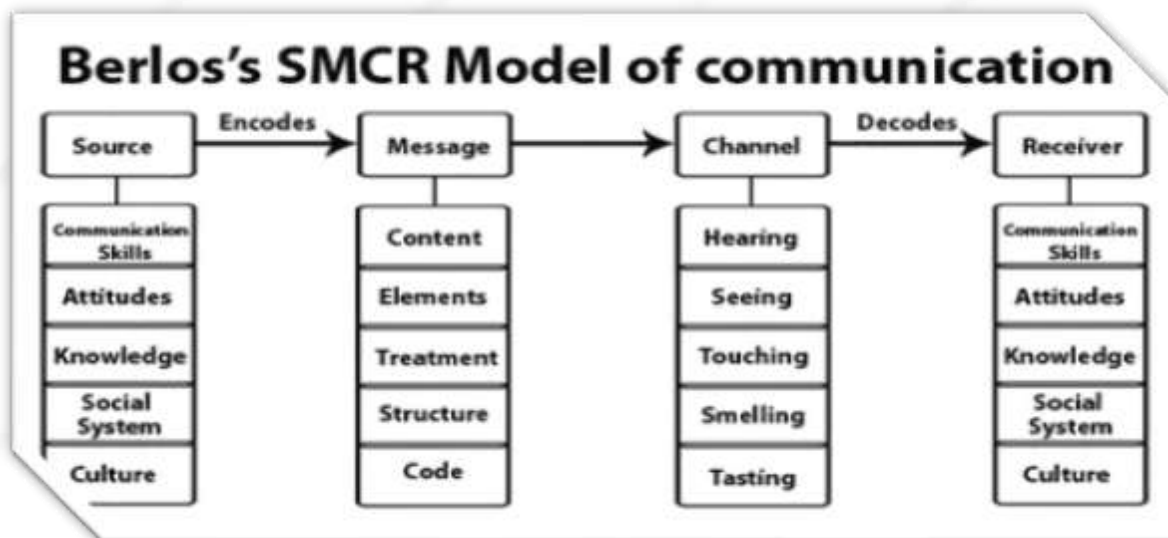 Berlos's SMCR Model of communication
Source
Encodes
Message
Channel
Decodes
Receiver
Communication
Skills
Attitudes
Knowledge
Social
System
Culture
Content
Elements
Treatment
Structure
Code
Hearing
Seeing
Touching
Smelling
Tasting
Communication
Skills
Attitudes
Knowledge
Social
System
Culture